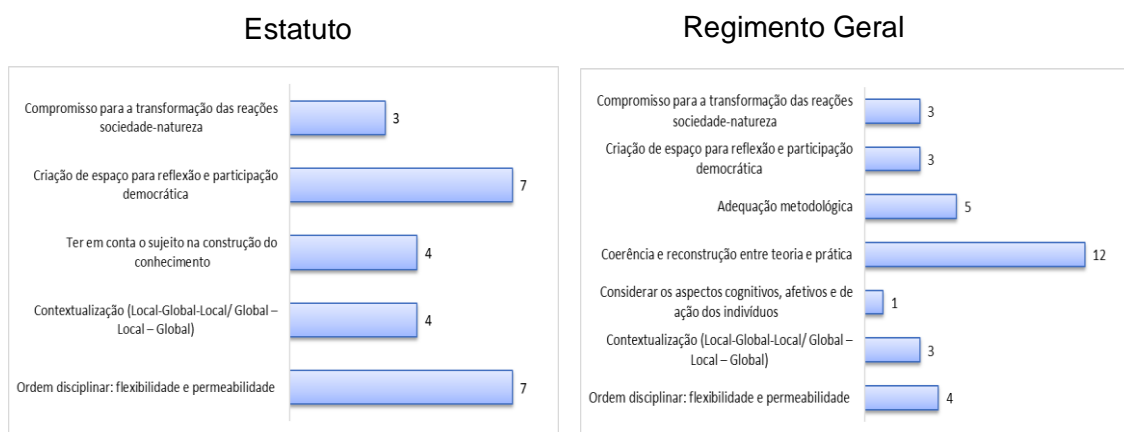 Estatuto
Compromisso para a transformação das reações
sociedade-natureza
3
Criação de espaço para reflexão e participação
democrática
7
Ter em conta o sujeito na construção do
conhecimento
4
Contextualização (Local-Global-Local/ Global –
Local – Global)
4
Ordem disciplinar: flexibilidade e permeabilidade
7
Regimento Geral
Compromisso para a transformação das reações
sociedade-natureza
3
Criação de espaço para reflexão e participação
democrática
3
Adequação metodológica
5
Coerência e reconstrução entre teoria e prática
12
Considerar os aspectos cognitivos, afetivos e de
ação dos indivíduos
1
Contextualização (Local-Global-Local/ Global –
Local – Global)
3
Ordem disciplinar: flexibilidade e permeabilidade
4